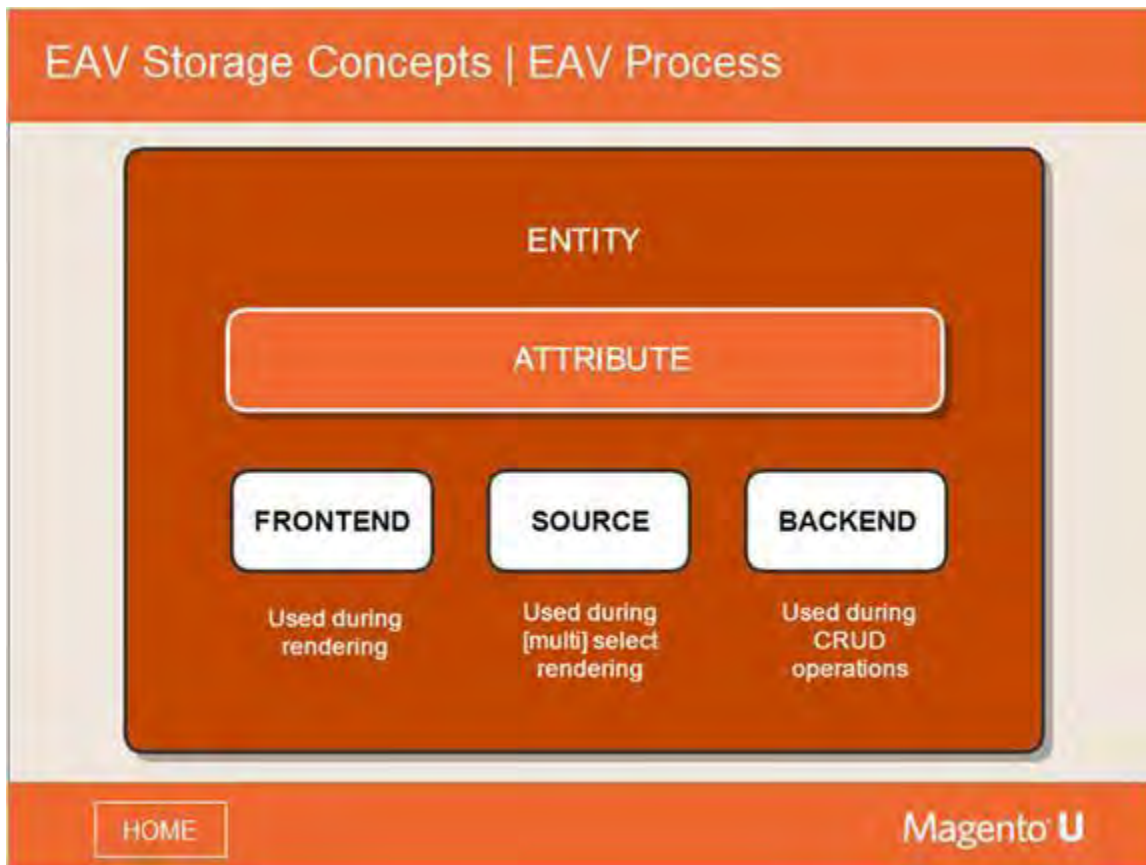 EAV Storage Concepts | EAV Process
ENTITY
ATTRIBUTE
FRONTEND
Used during
rendering
SOURCE
Used during
[multi] select
rendering
BACKEND
Used during
CRUD
operations
HOME
Magento U